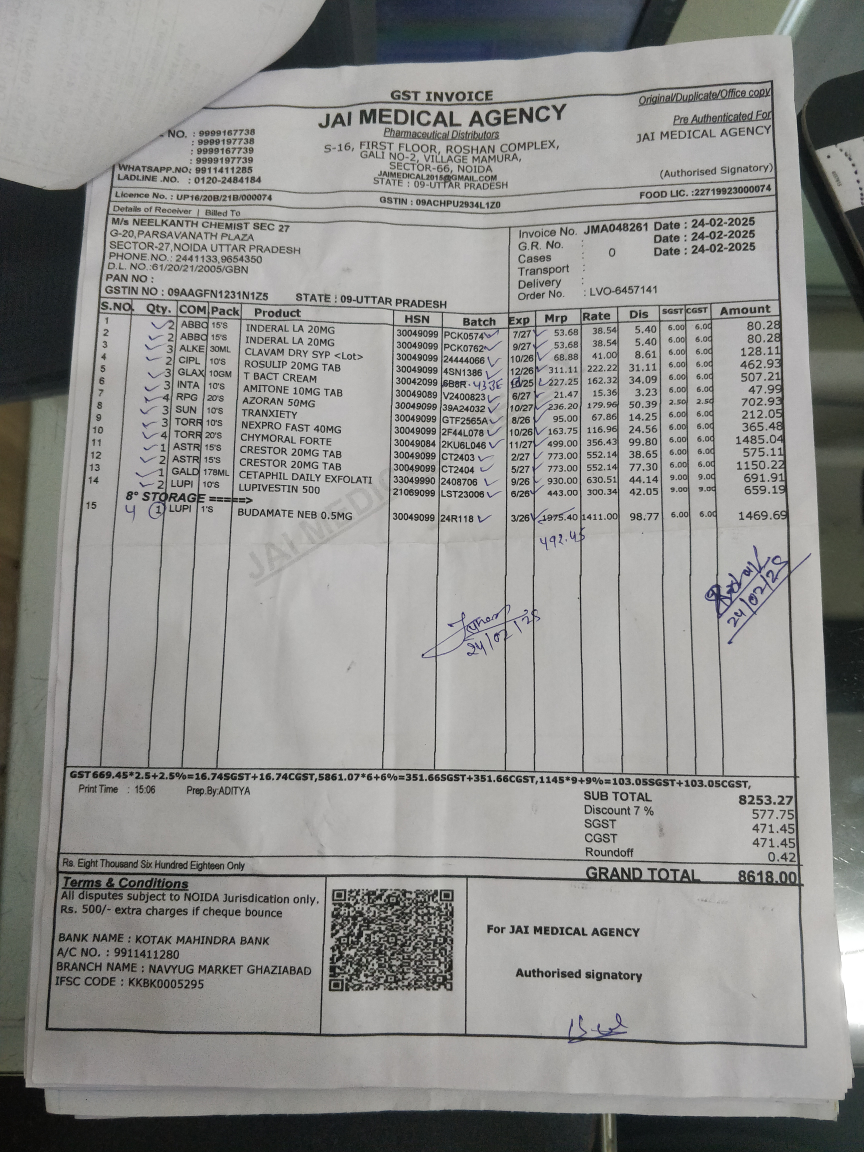 GST INVOICE
Original/Duplicate/Office copy
JAI MEDICAL AGENCY
Pre Authenticated For
JAI MEDICAL AGENCY
(Authorised Signatory)
Pharmaceutical Distributors
S-16, FIRST FLOOR, ROSHAN COMPLEX,
GALI NO-2, VILLAGE MAMURA,
SECTOR-66, NOIDA
JAIMEDICAL2015@GMAIL.COM
STATE : 09-UTTAR PRADESH
NO. : 9999167738
: 9999197738
: 9999167739
: 9999197739
WHATSAPP.NO: 9911411285
LADLINE .NO. : 0120-2484184
Licence No. : UP16/20B/21B/000074
GSTIN : 09ACHPU2934L1Z0
FOOD LIC. :22719923000074
Details of Receiver | Billed To
M/s NEELKANTH CHEMIST SEC 27
G-20,PARSAVANATH PLAZA
SECTOR-27,NOIDA UTTAR PRADESH
PHONE.NO.: 2441133,9654350
D.L. NO.:61/20/21/2005/GBN
PAN NO :
GSTIN NO : 09AAGFN1231N1Z5 STATE : 09-UTTAR PRADESH
Invoice No. JMA048261 Date : 24-02-2025
G.R. No. : Date : 24-02-2025
Cases : 0 Date : 24-02-2025
Transport :
Delivery :
Order No. : LVO-6457141
S.NO. Qty. COM Pack Product HSN Batch Exp Mrp Rate Dis SGST CGST Amount
1 2 ABBO 15'S INDERAL LA 20MG 30049099 PCK0574 7/27 53.68 38.54 5.40 6.00 6.00 80.28
2 2 ABBO 15'S INDERAL LA 20MG 30049099 PCK0762 9/27 53.68 38.54 5.40 6.00 6.00 80.28
3 3 ALKE 30ML CLAVAM DRY SYP <Lot> 30049099 24444066 10/26 68.88 41.00 8.61 6.00 6.00 128.11
4 2 CIPL 10'S ROSULIP 20MG TAB 30049099 4SN1386 12/26 311.11 222.22 31.11 6.00 6.00 462.93
5 3 GLAX 10GM T BACT CREAM 30042099 /25 227.25 162.32 34.09 6.00 6.00 507.21
6 3 INTA 10'S AMITONE 10MG TAB 30049089 V2400823 6/27 21.47 15.36 3.23 6.00 6.00 47.99
7 4 RPG 20'S AZORAN 50MG 30049099 39A24032 10/27 236.20 179.96 50.39 2.50 2.50 702.93
8 3 SUN 10'S TRANXIETY 30049099 GTF2565A 8/26 95.00 67.86 14.25 6.00 6.00 212.05
9 3 TORR 10'S NEXPRO FAST 40MG 30049099 2F44L078 10/26 163.75 116.96 24.56 6.00 6.00 365.48
10 4 TORR 20'S CHYMORAL FORTE 30049084 2KU6L046 11/27 499.00 356.43 99.80 6.00 6.00 1485.04
11 1 ASTR 15'S CRESTOR 20MG TAB 30049099 CT2403 2/27 773.00 552.14 38.65 6.00 6.00 575.11
12 2 ASTR 15'S CRESTOR 20MG TAB 30049099 CT2404 5/27 773.00 552.14 77.30 6.00 6.00 1150.22
13 1 GALD 178ML CETAPHIL DAILY EXFOLATI 33049990 2408706 9/26 930.00 630.51 44.14 9.00 9.00 691.91
14 2 LUPI 10'S LUPIVESTIN 500 21069099 LST23006 6/26 443.00 300.34 42.05 9.00 9.00 659.19
8° STORAGE =====>
15 4 1 LUPI 1'S BUDAMATE NEB 0.5MG 30049099 24R118 3/26 1975.40 1411.00 98.77 6.00 6.00 1469.69
492.45
24/02/25
24/02/25
GST 669.45*2.5+2.5%=16.74SGST+16.74CGST,5861.07*6+6%=351.66SGST+351.66CGST,1145*9+9%=103.05SGST+103.05CGST,
Print Time : 15:06 Prep.By:ADITYA
SUB TOTAL 8253.27
Discount 7 % 577.75
SGST 471.45
CGST 471.45
Roundoff 0.42
Rs. Eight Thousand Six Hundred Eighteen Only
GRAND TOTAL 8618.00
Terms & Conditions
All disputes subject to NOIDA Jurisdication only.
Rs. 500/- extra charges if cheque bounce
BANK NAME : KOTAK MAHINDRA BANK
A/C NO. : 9911411280
BRANCH NAME : NAVYUG MARKET GHAZIABAD
IFSC CODE : KKBK0005295
For JAI MEDICAL AGENCY
Authorised signatory